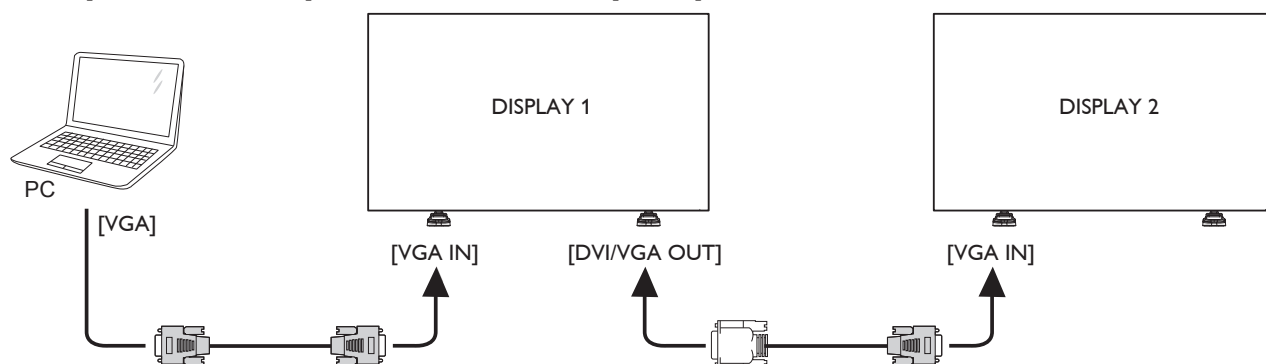 DISPLAY 1
DISPLAY 2
PC
[VGA]
[VGA IN]
[DVI/VGA OUT]
[VGA IN]